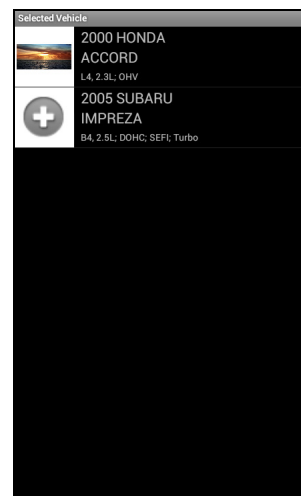 Selected Vehicle
2000 HONDA
ACCORD
L4, 2.3L; OHV
2005 SUBARU
IMPREZA
B4, 2.5L; DOHC; SEFI; Turbo